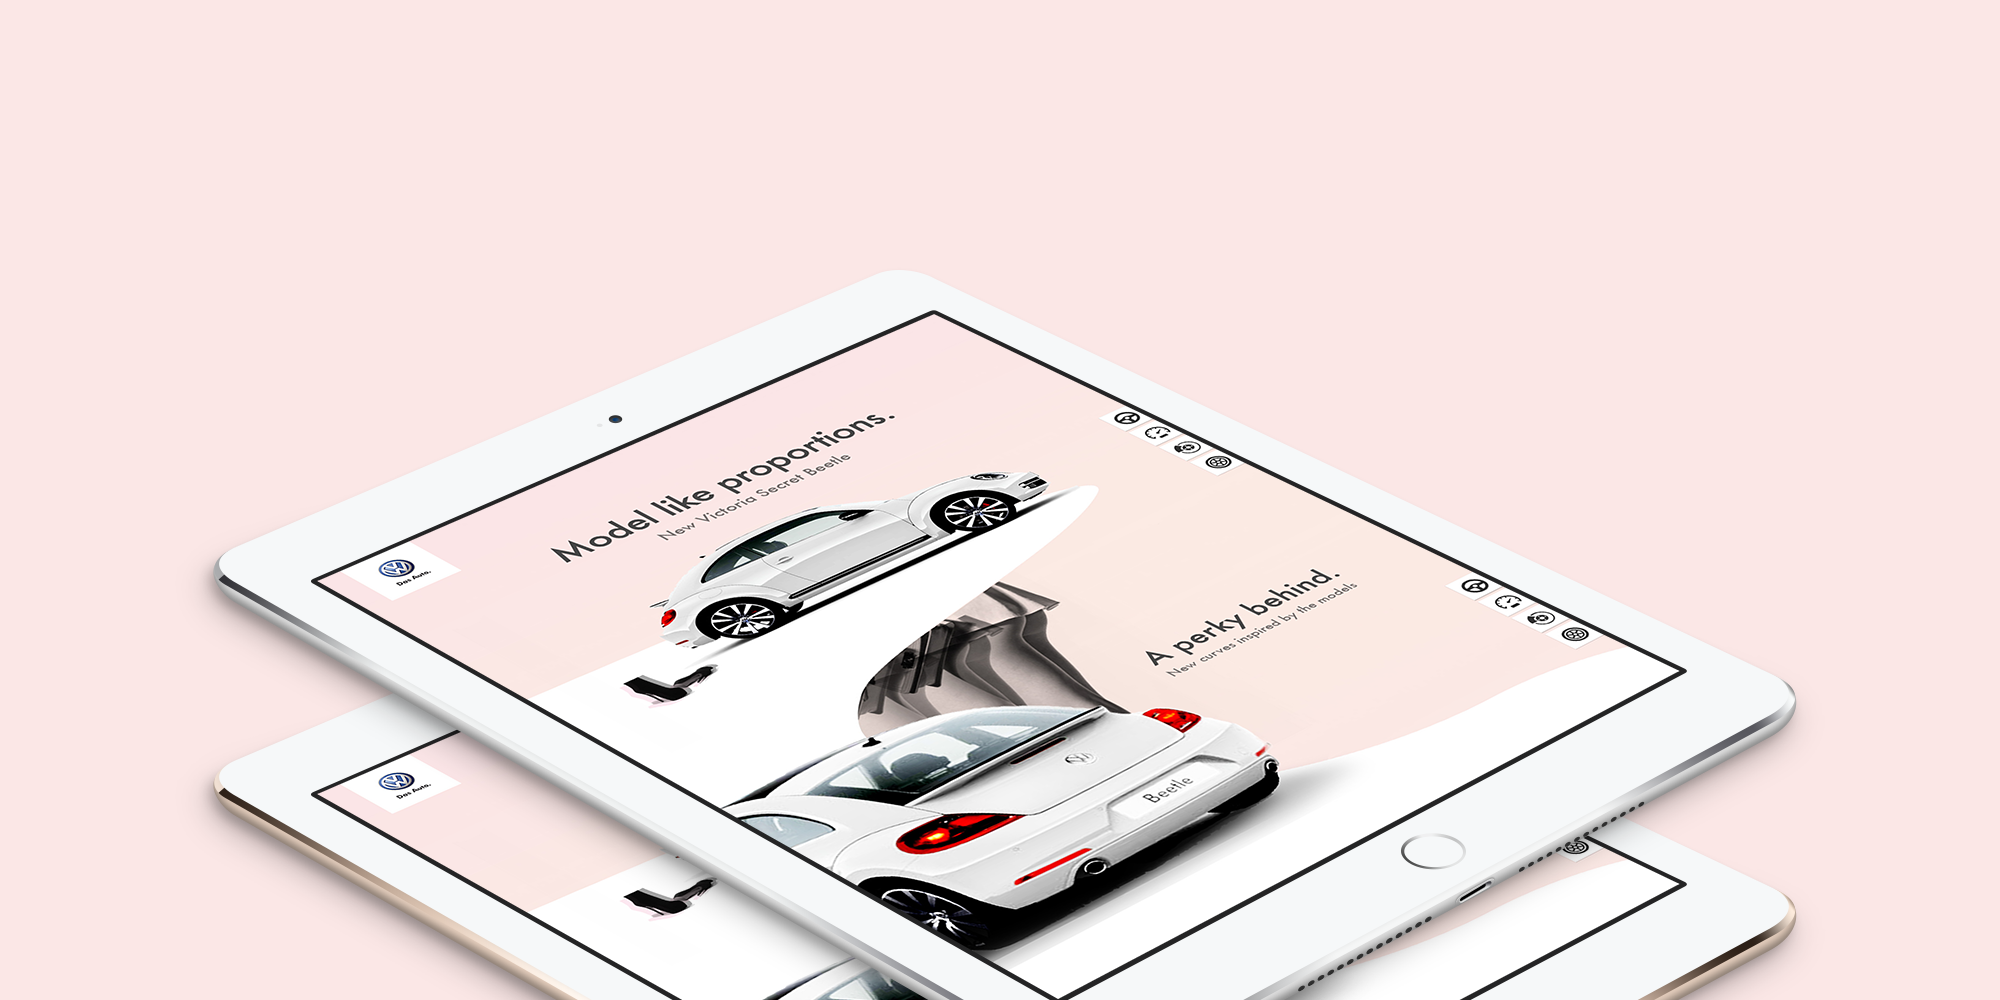 Model like proportions.
New Victoria Secret Beetle
Das Auto.
A perky behind.
New curves inspired by the models
Beetle
Das Auto.